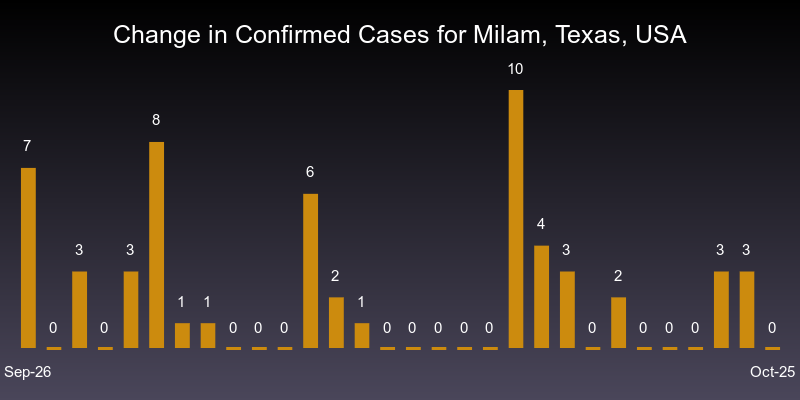 Change in Confirmed Cases for Milam, Texas, USA
7 0 3 0 3 8 1 1 0 0 0 6 2 1 0 0 0 0 0 10 4 3 0 2 0 0 0 3 3 0
Sep-26 Oct-25